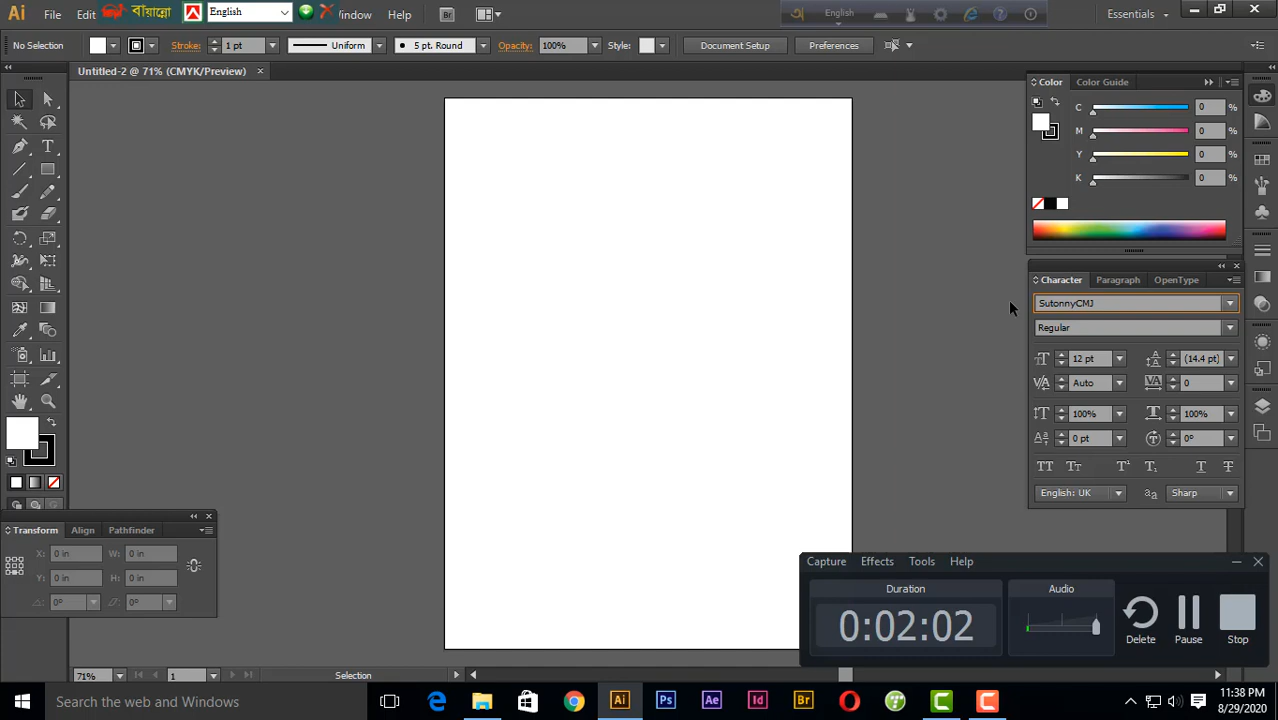 Ai File Edit বায়ান্নো English Window Help Br English Essentials
No Selection Stroke: 1 pt Uniform 5 pt. Round Opacity: 100% Style: Document Setup Preferences
Untitled-2 @ 71% (CMYK/Preview)
Color Color Guide
C 0 %
M 0 %
Y 0 %
K 0 %
Character Paragraph OpenType
SutonnyCMJ
Regular
12 pt (14.4 pt)
Auto 0
100% 100%
0 pt 0°
English: UK Sharp
Transform Align Pathfinder
X: 0 in W: 0 in
Y: 0 in H: 0 in
0° 0°
Capture Effects Tools Help
Duration Audio
0:02:02
Delete Pause Stop
71% 1 Selection
Search the web and Windows
Ai Ps Ae Id Br
11:38 PM
8/29/2020